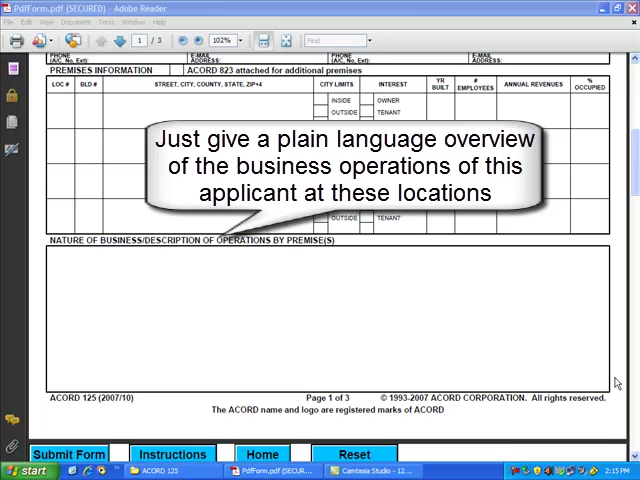 PdfForm.pdf (SECURED) - Adobe Reader
File Edit View Document Tools Window Help
1 / 3 102% Find
PHONE (A/C, No, Ext): E-MAIL ADDRESS: PHONE (A/C, No, Ext): E-MAIL ADDRESS:
PREMISES INFORMATION ACORD 823 attached for additional premises
LOC # BLD # STREET, CITY, COUNTY, STATE, ZIP+4 CITY LIMITS INTEREST YR BUILT # EMPLOYEES ANNUAL REVENUES % OCCUPIED
INSIDE OWNER
OUTSIDE TENANT
Just give a plain language overview
of the business operations of this
applicant at these locations
OUTSIDE TENANT
NATURE OF BUSINESS/DESCRIPTION OF OPERATIONS BY PREMISE(S)
ACORD 125 (2007/10) Page 1 of 3 © 1993-2007 ACORD CORPORATION. All rights reserved.
The ACORD name and logo are registered marks of ACORD
Submit Form Instructions Home Reset
start ACORD 125 PdfForm.pdf (SECUR... Camtasia Studio - 12... 2:15 PM